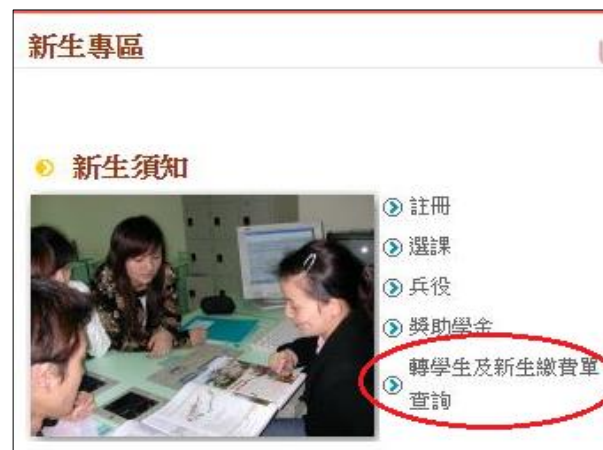 新生專區
新生須知
註冊
選課
兵役
獎助學金
轉學生及新生繳費單
查詢